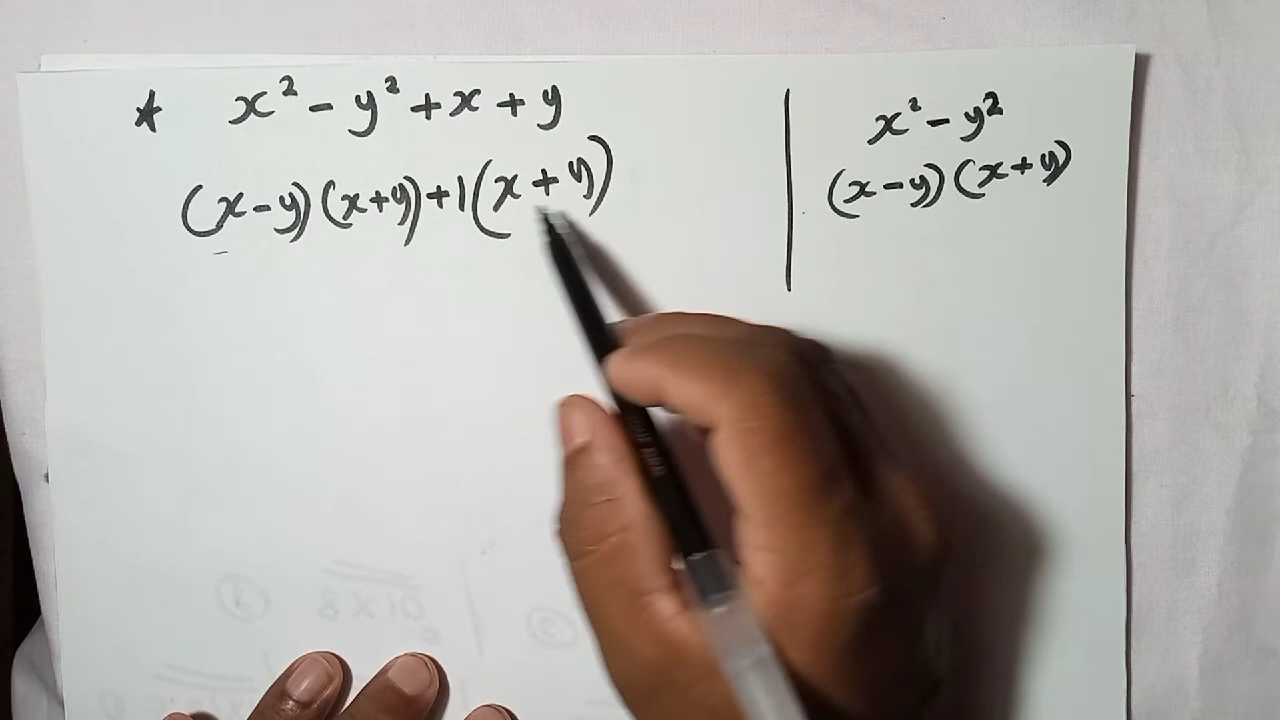 * x² - y² + x + y
(x-y)(x+y)+1(x+y)
x² - y²
(x-y)(x+y)